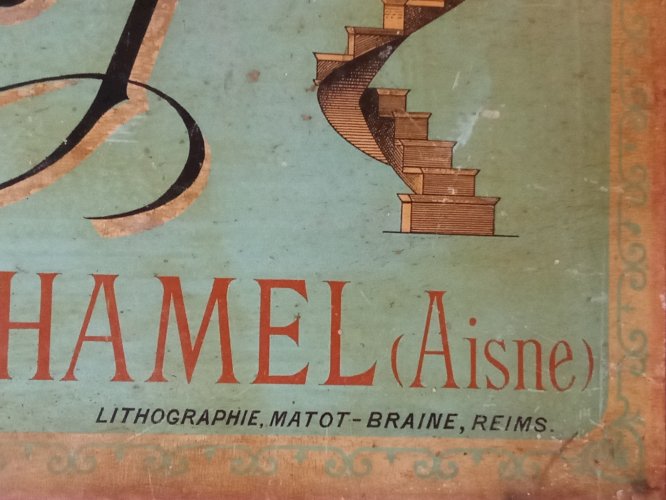 HAMEL (Aisne)
LITHOGRAPHIE, MATOT-BRAINE, REIMS.